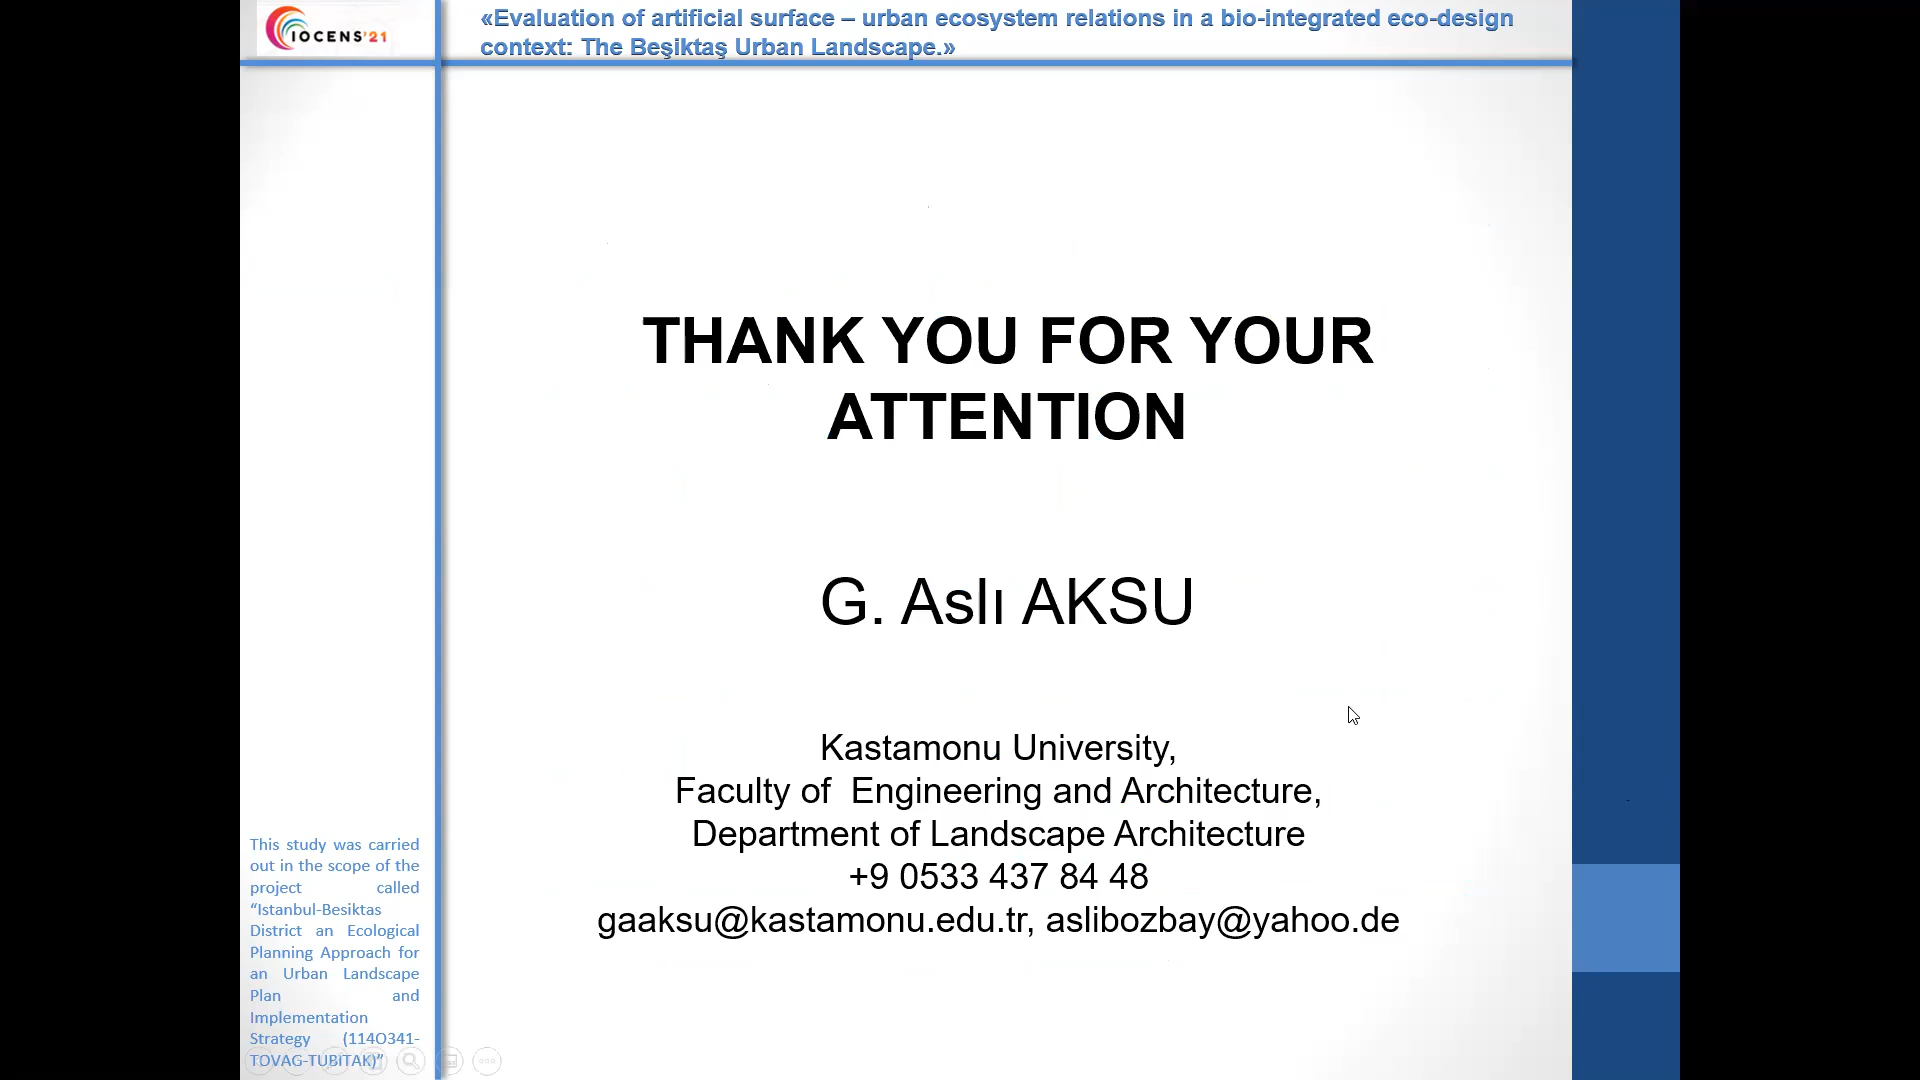 IOCENS'21
«Evaluation of artificial surface – urban ecosystem relations in a bio-integrated eco-design
context: The Beşiktaş Urban Landscape.»
THANK YOU FOR YOUR
ATTENTION
G. Aslı AKSU
Kastamonu University,
Faculty of  Engineering and Architecture,
Department of Landscape Architecture
+9 0533 437 84 48
gaaksu@kastamonu.edu.tr, aslibozbay@yahoo.de
This study was carried
out in the scope of the
project called
“Istanbul-Besiktas
District an Ecological
Planning Approach for
an Urban Landscape
Plan and
Implementation
Strategy (114O341-
TOVAG-TUBITAK)”